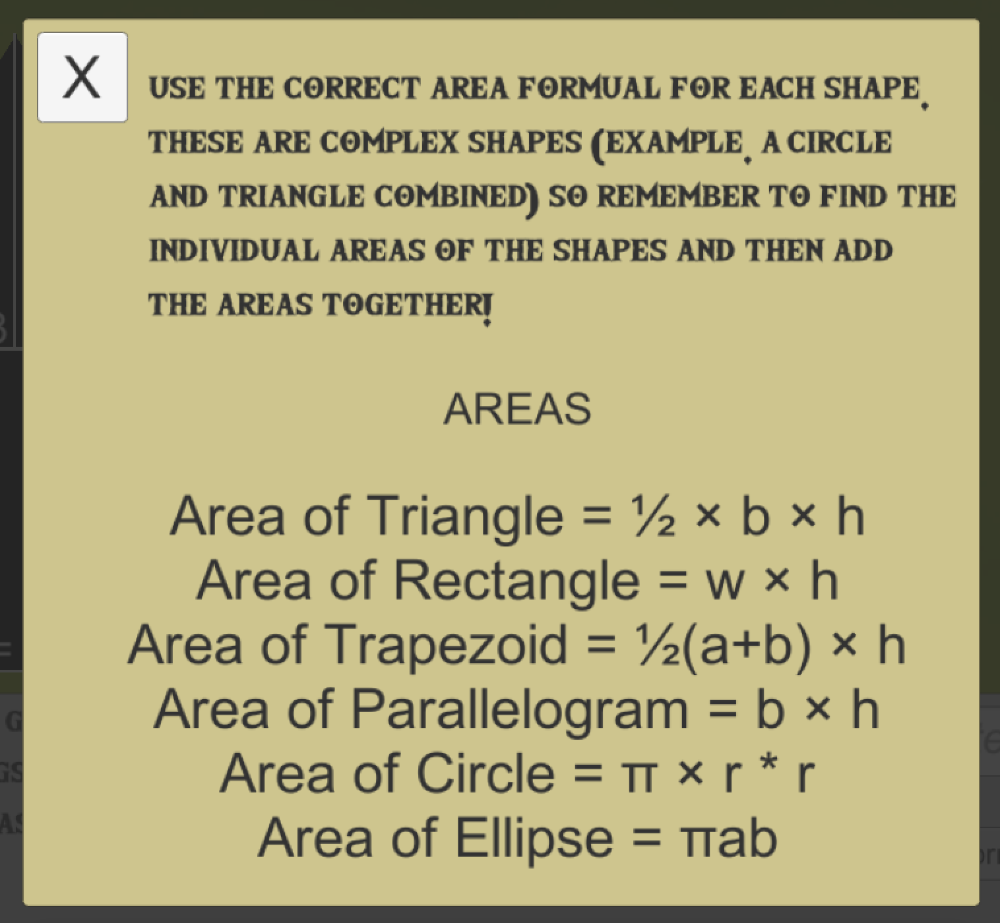 X
USE THE CORRECT AREA FORMUAL FOR EACH SHAPE.
THESE ARE COMPLEX SHAPES (EXAMPLE. A CIRCLE
AND TRIANGLE COMBINED) SO REMEMBER TO FIND THE
INDIVIDUAL AREAS OF THE SHAPES AND THEN ADD
THE AREAS TOGETHER!
AREAS
Area of Triangle = ½ × b × h
Area of Rectangle = w × h
Area of Trapezoid = ½(a+b) × h
Area of Parallelogram = b × h
Area of Circle = π × r * r
Area of Ellipse = πab